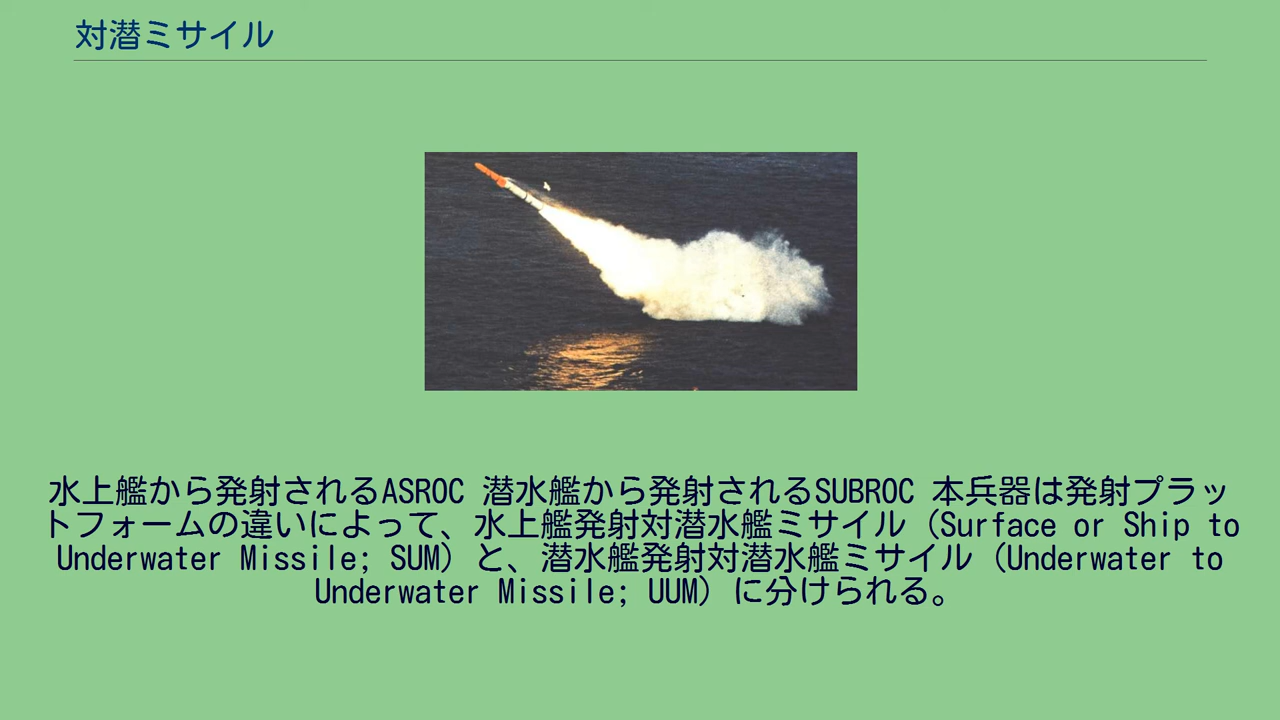 対潜ミサイル
水上艦から発射されるASROC 潜水艦から発射されるSUBROC 本兵器は発射プラッ
トフォームの違いによって、水上艦発射対潜水艦ミサイル（Surface or Ship to
Underwater Missile; SUM）と、潜水艦発射対潜水艦ミサイル（Underwater to
Underwater Missile; UUM）に分けられる。